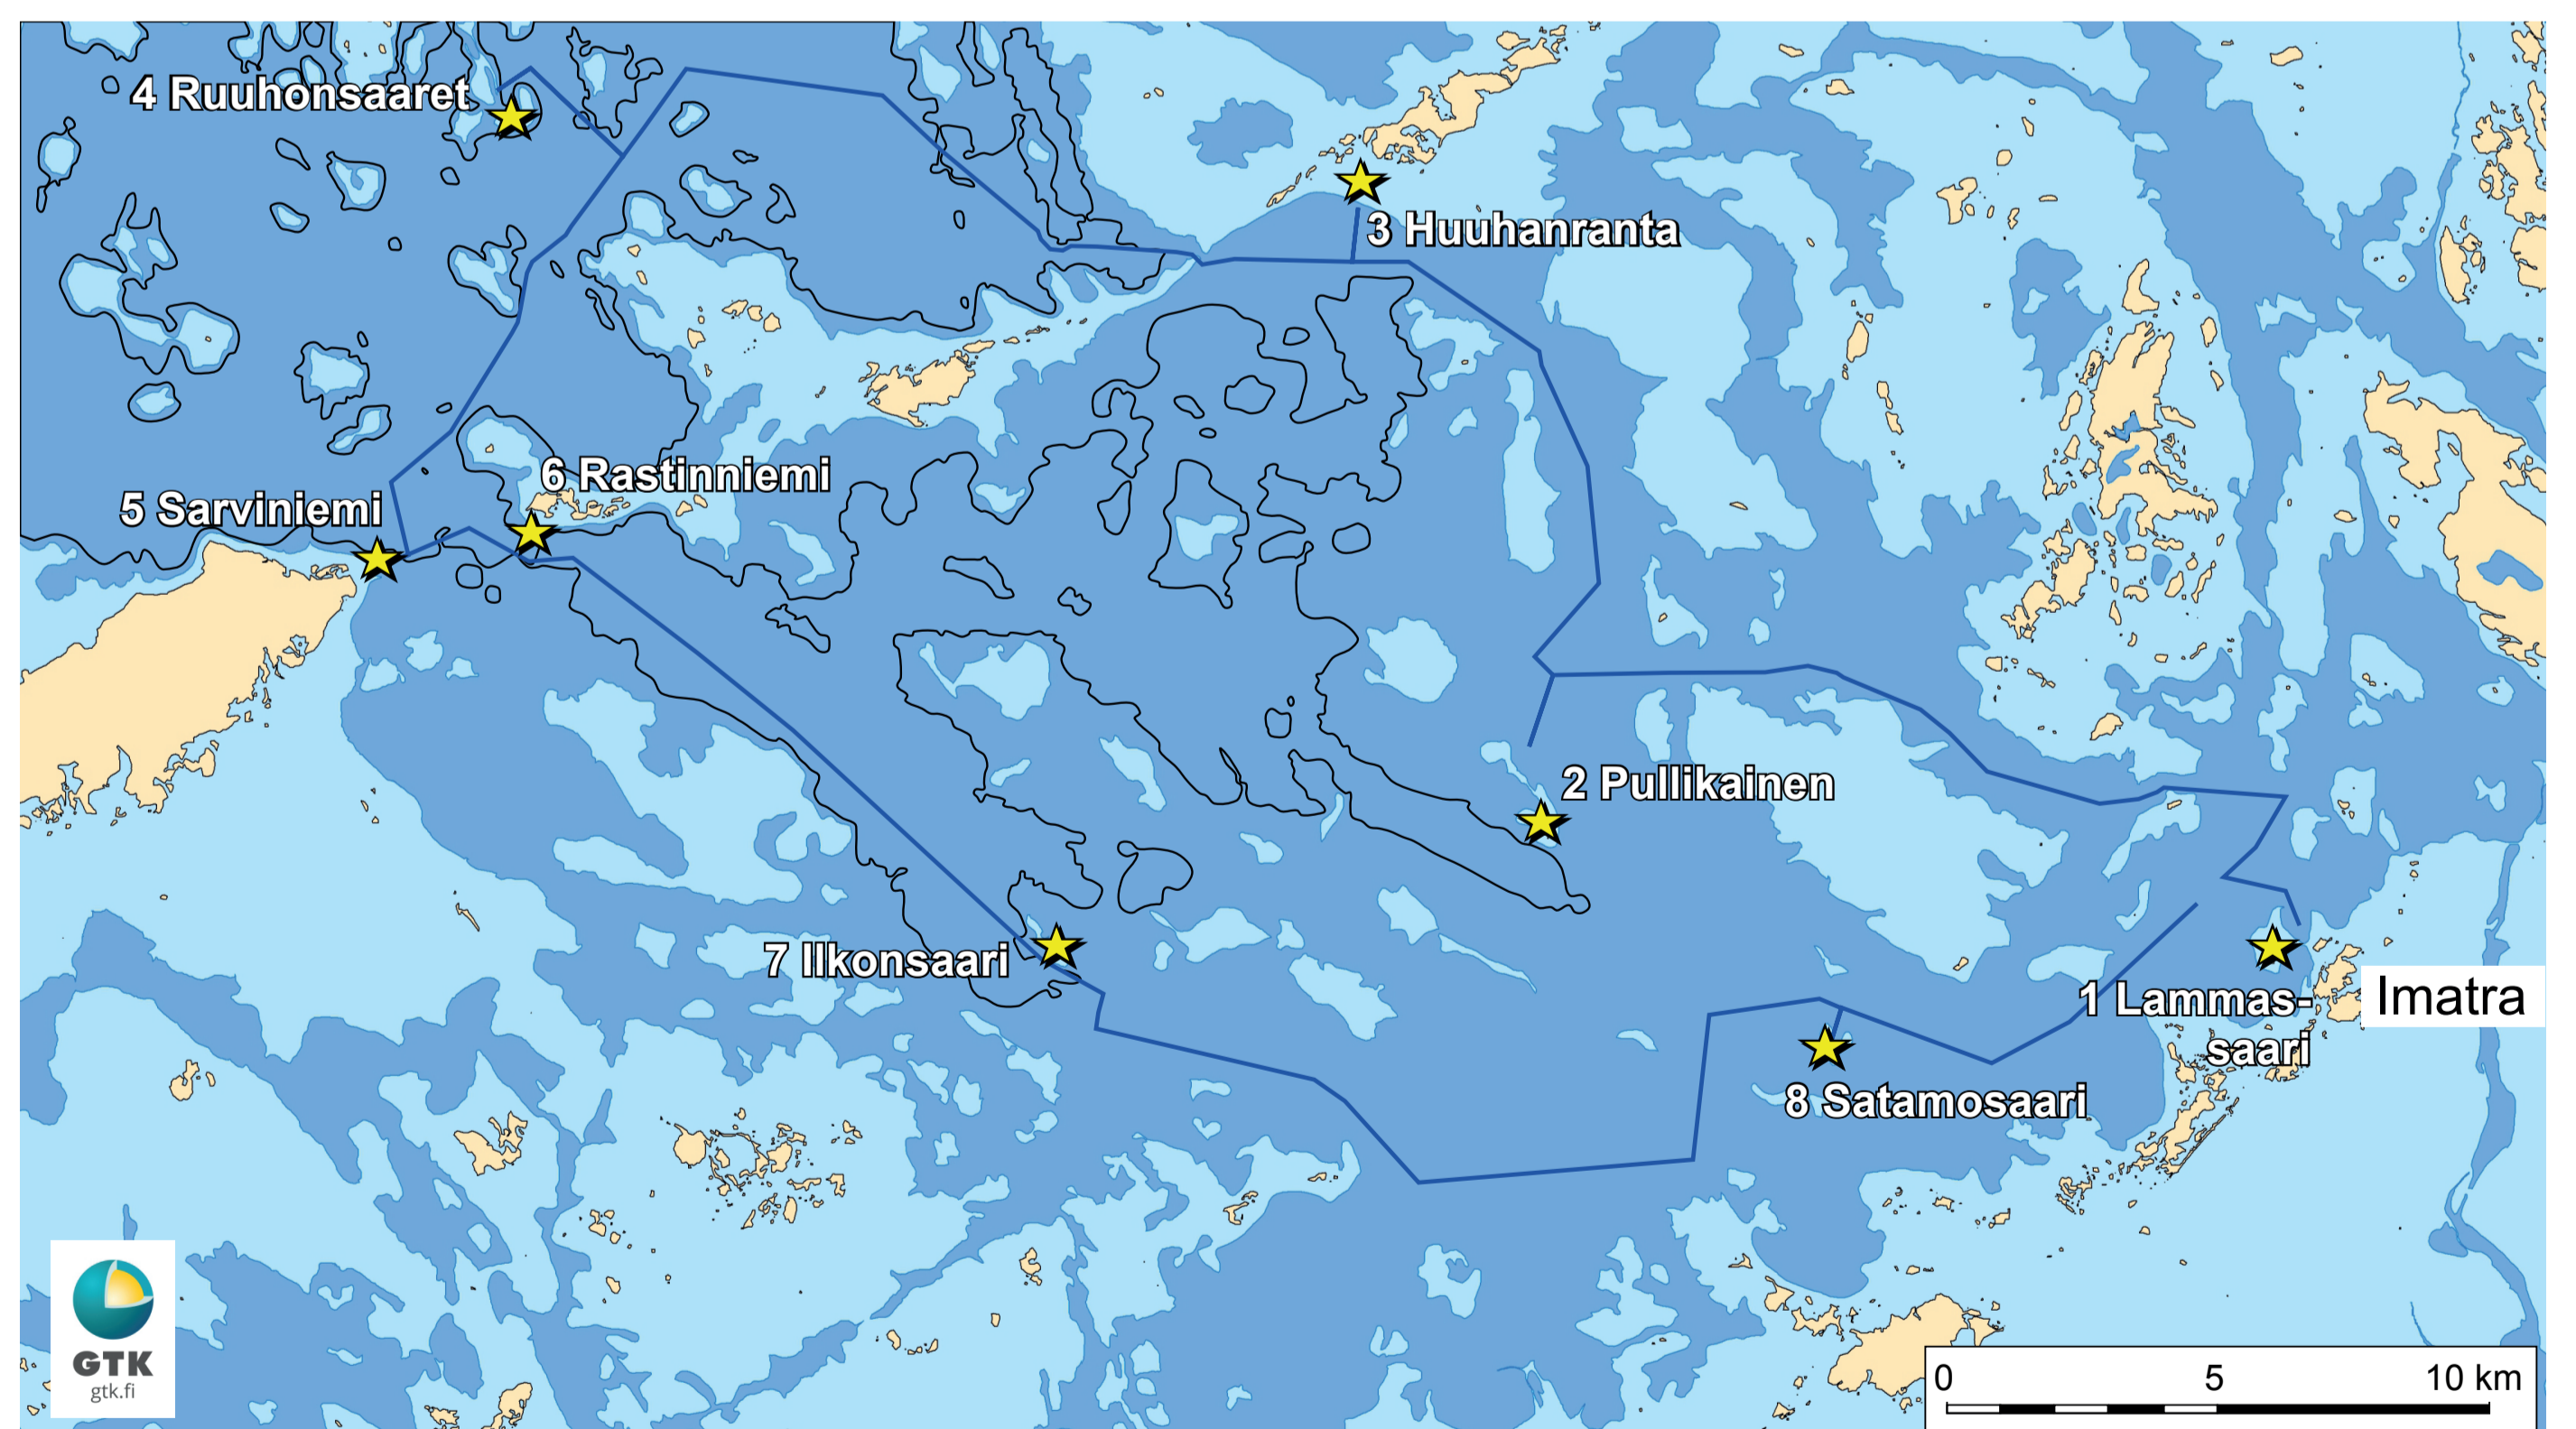 4 Ruuhonsaaret
3 Huuhanranta
6 Rastinniemi
5 Sarviniemi
2 Pullikainen
7 Ilkonsaari
1 Lammas-
saari
Imatra
8 Satamosaari
GTK
gtk.fi
0 5 10 km